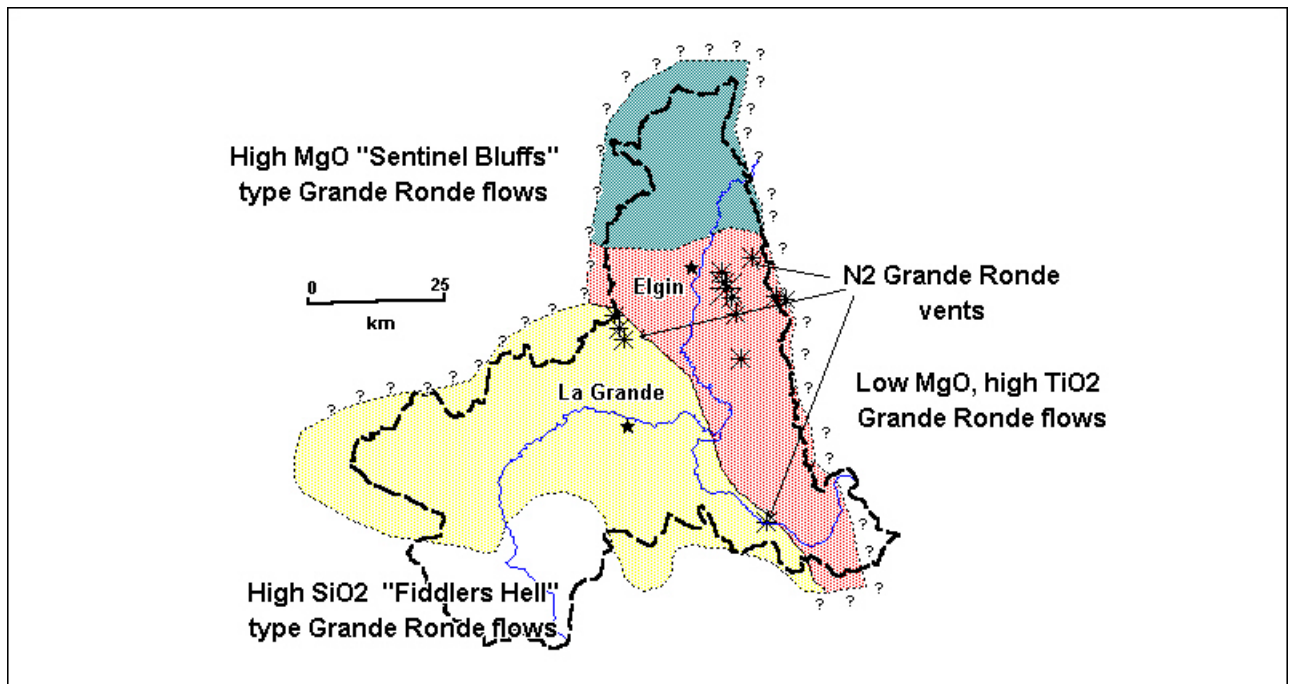 High MgO "Sentinel Bluffs"
type Grande Ronde flows
0 25
km
Elgin
N2 Grande Ronde
vents
La Grande
Low MgO, high TiO2
Grande Ronde flows
High SiO2 "Fiddlers Hell"
type Grande Ronde flows
? ? ? ? ? ? ? ? ? ? ? ? ? ? ? ? ? ? ? ? ? ? ? ? ? ? ? ? ? ? ? ? ? ? ? ?